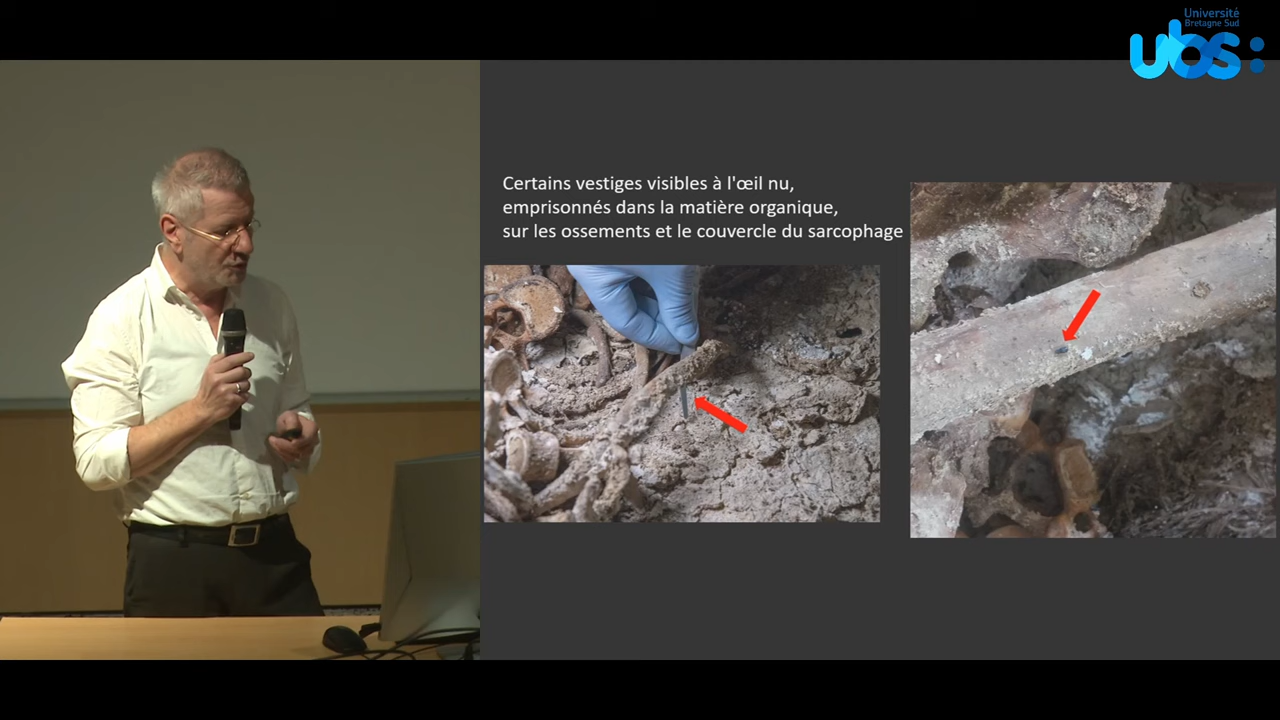 Université
Bretagne Sud
ubs:
Certains vestiges visibles à l'œil nu,
emprisonnés dans la matière organique,
sur les ossements et le couvercle du sarcophage